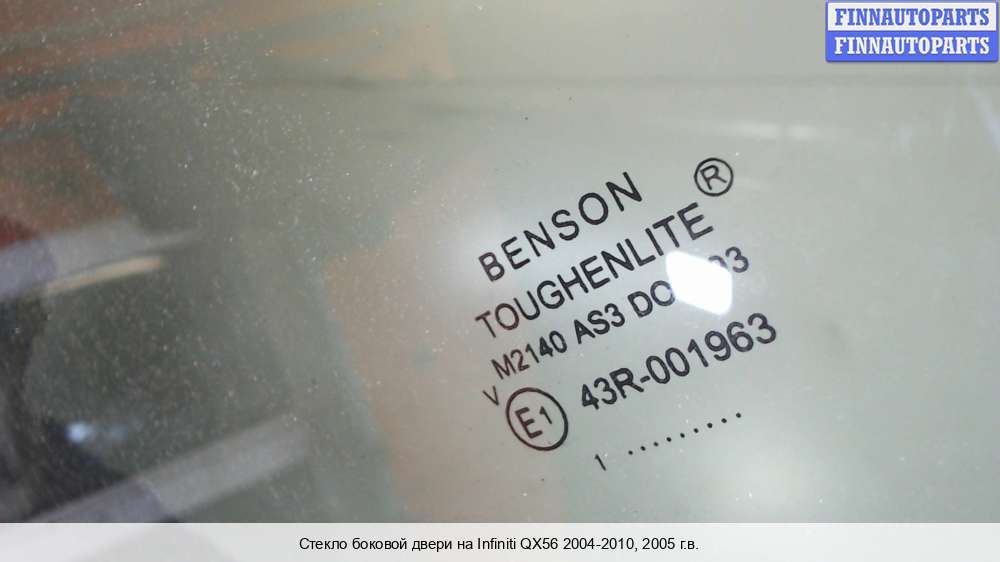 FINNAUTOPARTS
FINNAUTOPARTS
BENSON ®
TOUGHENLITE
M2140 AS3
V
E1 43R-001963
1 .........
Стекло боковой двери на Infiniti QX56 2004-2010, 2005 г.в.